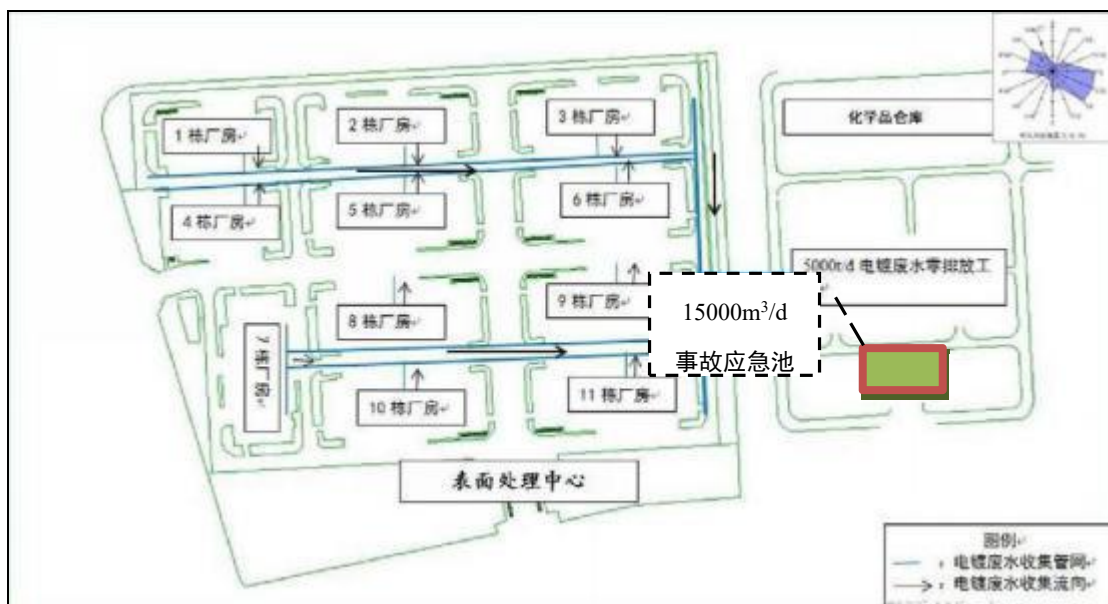 1 栋厂房
2 栋厂房
3 栋厂房
化学品仓库
4 栋厂房
5 栋厂房
6 栋厂房
5000t/d 电镀废水零排放工
15000m³/d
事故应急池
7 栋厂房
8 栋厂房
9 栋厂房
10 栋厂房
11 栋厂房
表面处理中心
图例
：电镀废水收集管网
：电镀废水收集流向